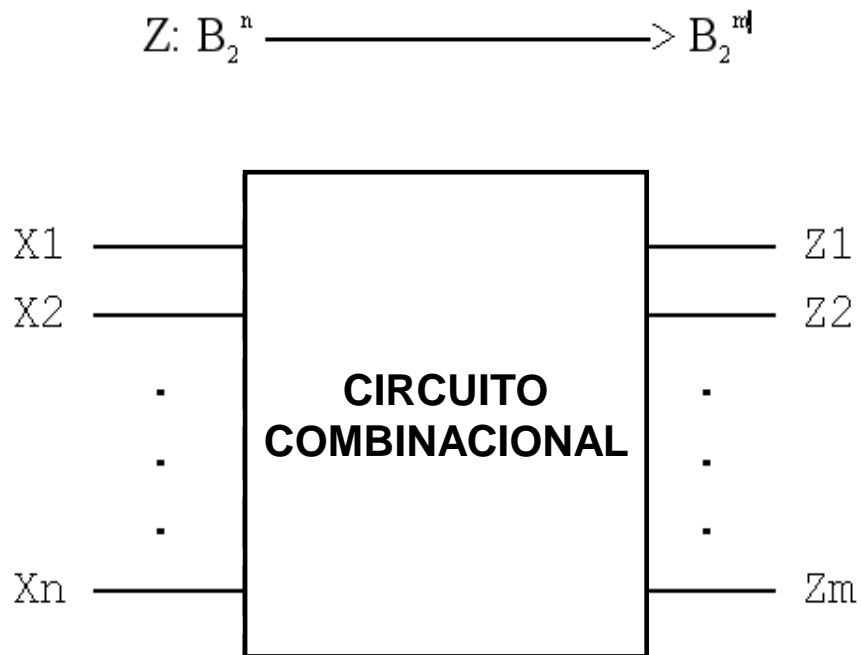 Z: B₂ⁿ ⟶ B₂ᵐ
X1 Z1
X2 Z2
CIRCUITO
COMBINACIONAL
Xn Zm